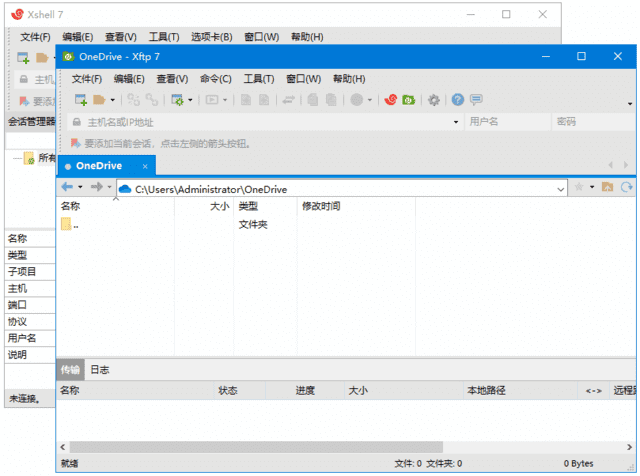 Xshell 7
文件(F) 编辑(E) 查看(V) 工具(T) 选项卡(B) 窗口(W) 帮助(H)
主机
要添加
会话管理器
所有
名称
类型
子项目
主机
端口
协议
用户名
说明
未连接。
OneDrive - Xftp 7
文件(F) 编辑(E) 查看(V) 命令(C) 工具(T) 窗口(W) 帮助(H)
主机名或IP地址 用户名 密码
要添加当前会话，点击左侧的箭头按钮。
OneDrive ×
C:\Users\Administrator\OneDrive
名称 大小 类型 修改时间
.. 文件夹
传输 日志
名称 状态 进度 大小 本地路径 <-> 远程路
就绪 文件: 0 文件夹: 0 0 Bytes